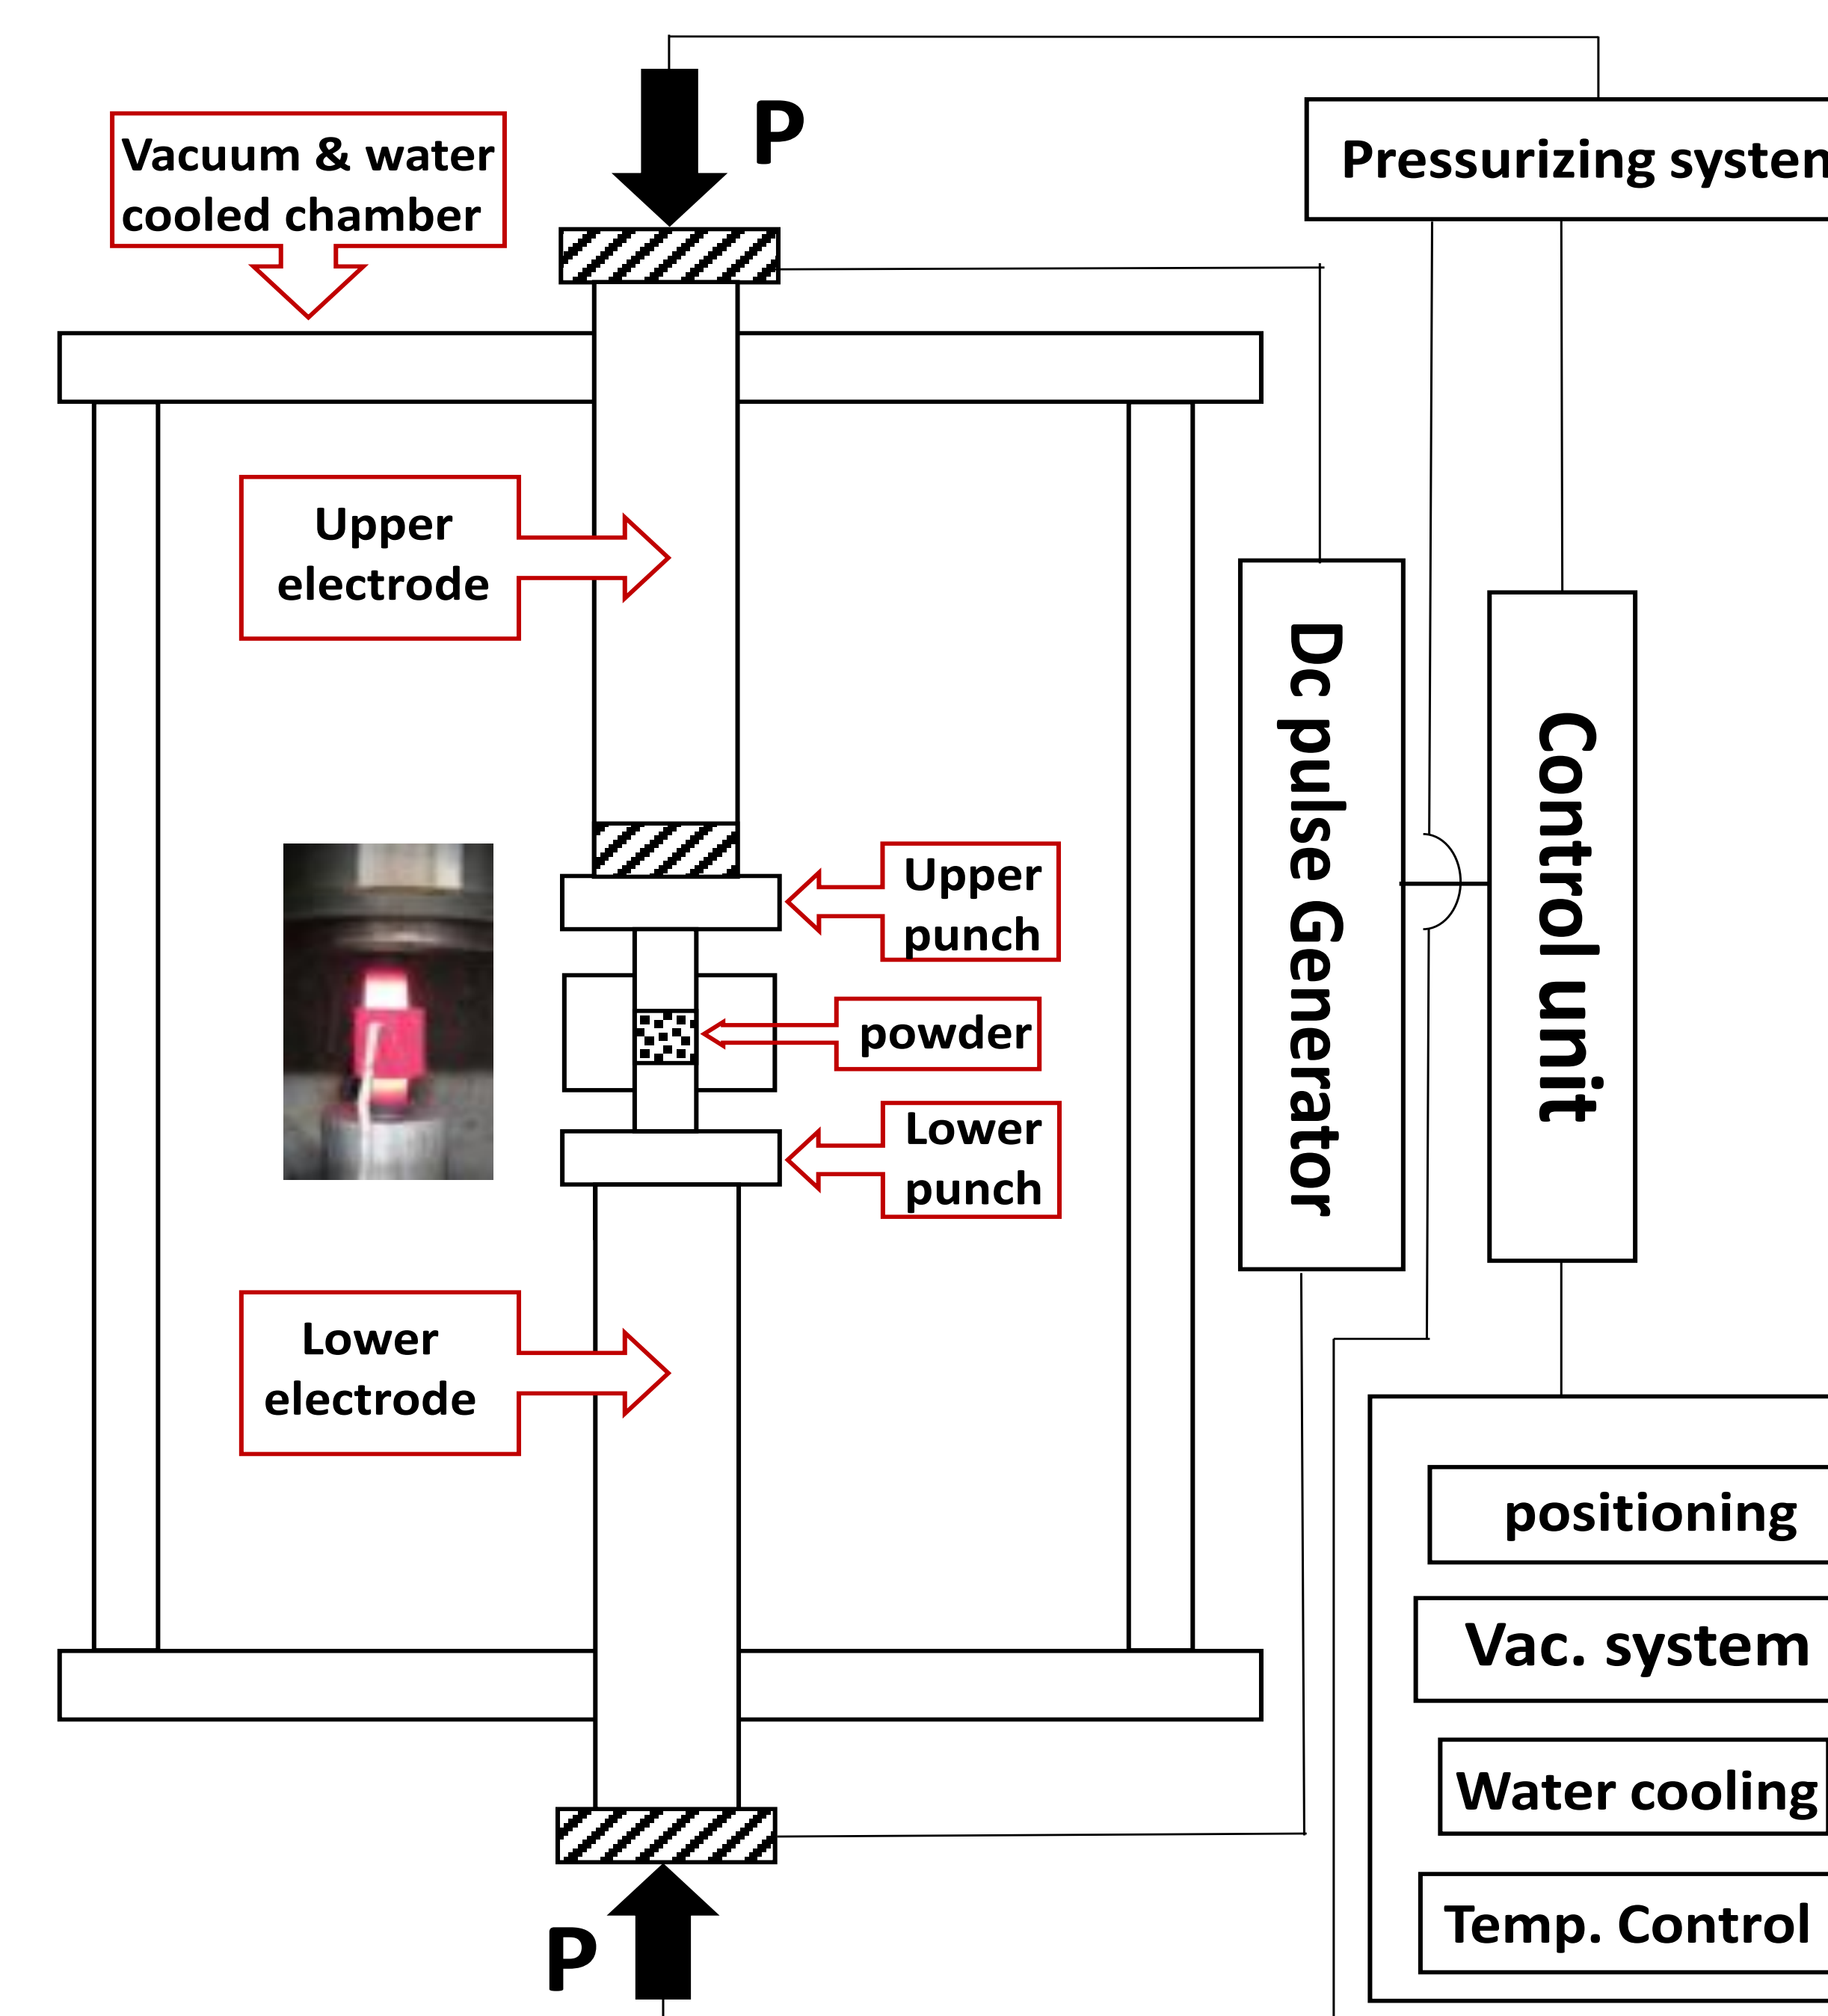 P
Vacuum & water
cooled chamber
Pressurizing system
Upper
electrode
Dc pulse Generator
Control unit
Upper
punch
powder
Lower
punch
Lower
electrode
positioning
Vac. system
Water cooling
Temp. Control
P